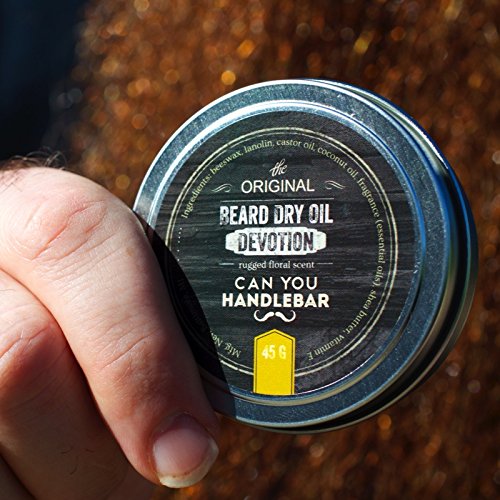 Ingredients: beeswax, lanolin, castor oil, coconut oil, fragrance (essential oils), shea butter, vitamin E
the
ORIGINAL
BEARD DRY OIL
DEVOTION
rugged floral scent
CAN YOU
HANDLEBAR
45 G
Mfg.